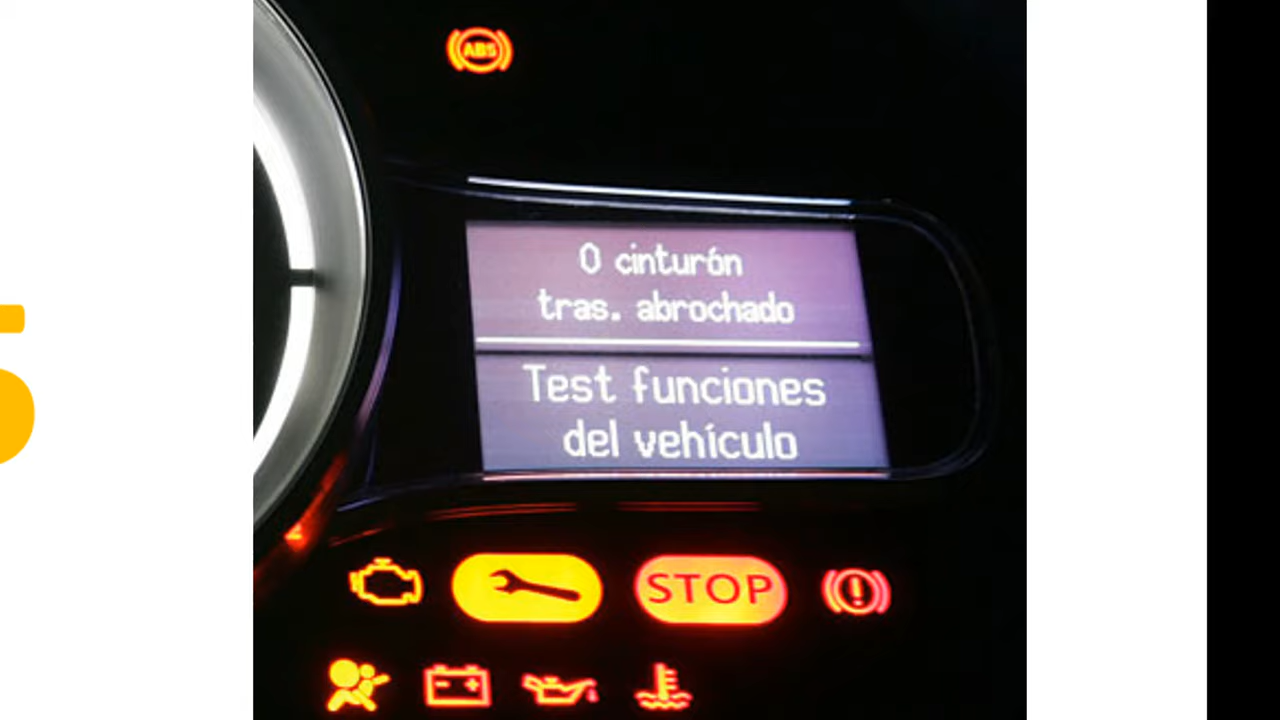 ABS
0 cinturón
tras. abrochado
Test funciones
del vehículo
STOP